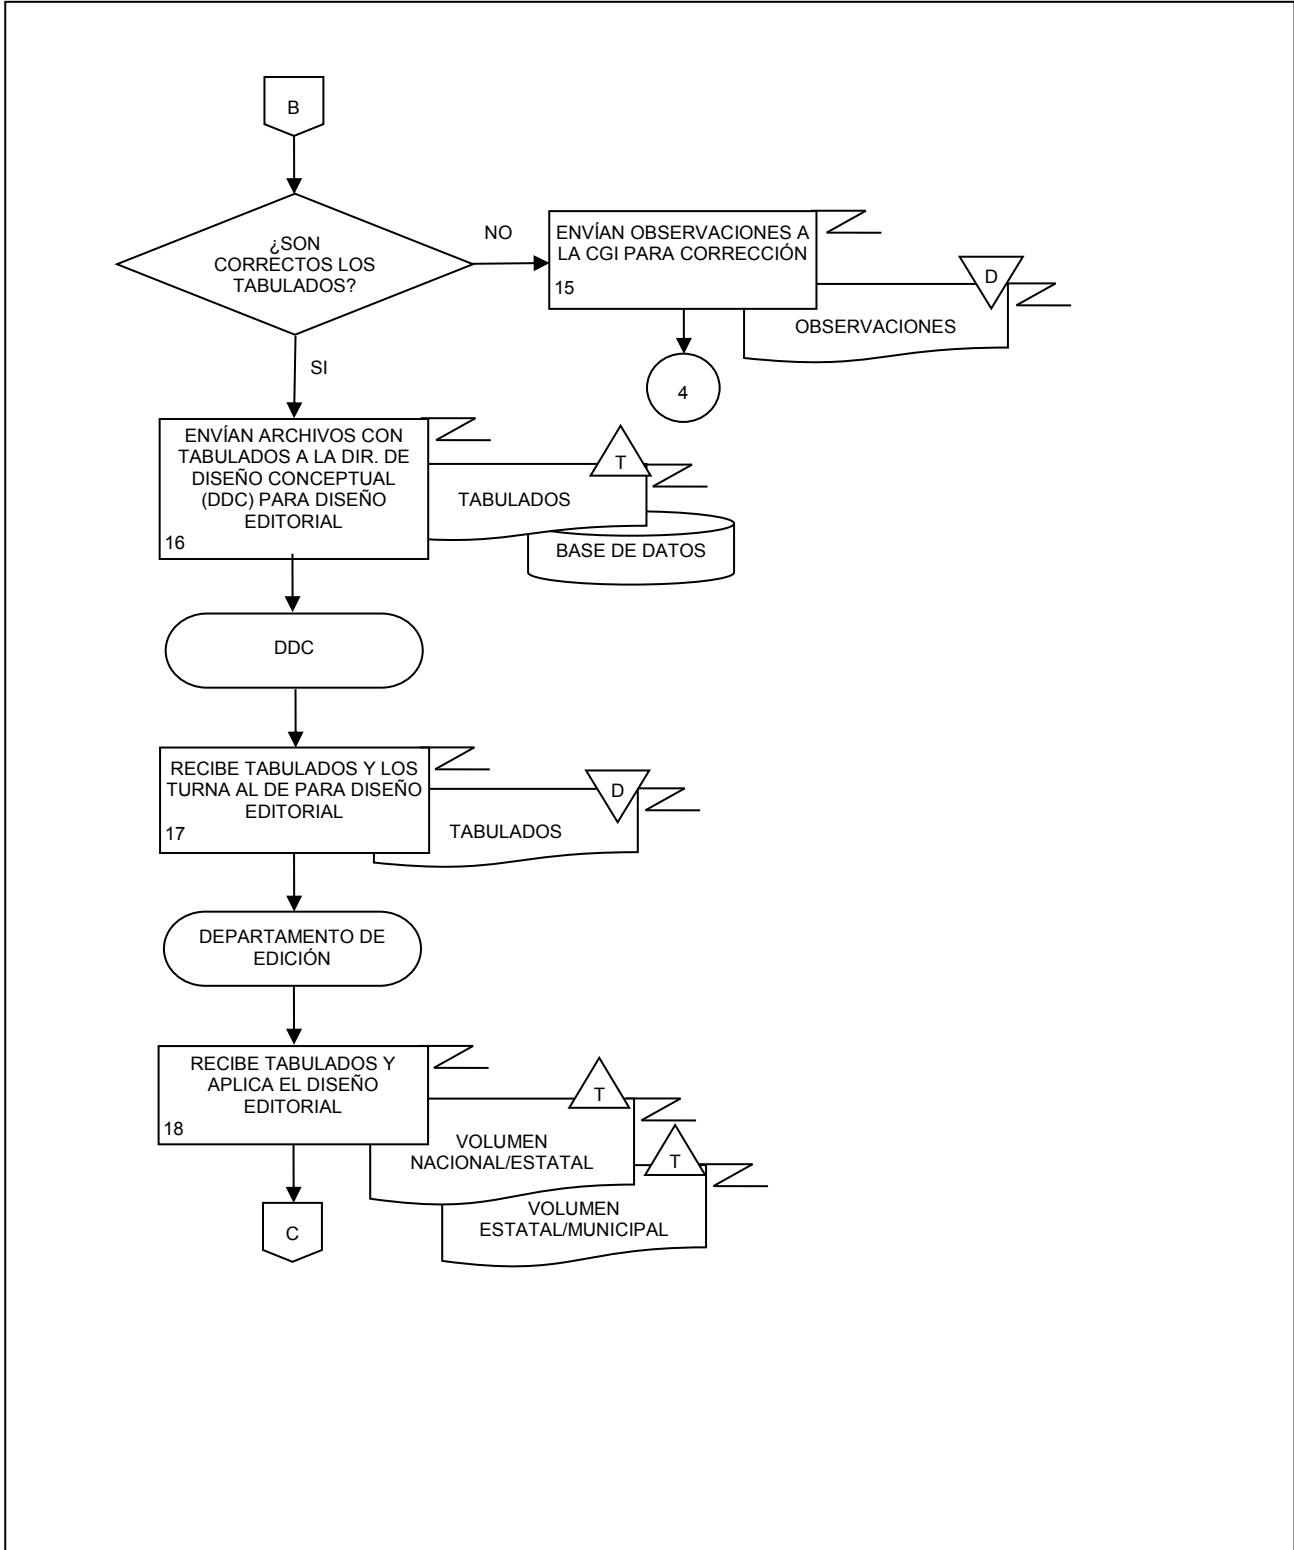 B
¿SON
CORRECTOS LOS
TABULADOS?
NO
ENVÍAN OBSERVACIONES A
LA CGI PARA CORRECCIÓN
15
D
OBSERVACIONES
4
SI
ENVÍAN ARCHIVOS CON
TABULADOS A LA DIR. DE
DISEÑO CONCEPTUAL
(DDC) PARA DISEÑO
EDITORIAL
16
T
TABULADOS
BASE DE DATOS
DDC
RECIBE TABULADOS Y LOS
TURNA AL DE PARA DISEÑO
EDITORIAL
17
D
TABULADOS
DEPARTAMENTO DE
EDICIÓN
RECIBE TABULADOS Y
APLICA EL DISEÑO
EDITORIAL
18
T
VOLUMEN
NACIONAL/ESTATAL
T
VOLUMEN
ESTATAL/MUNICIPAL
C